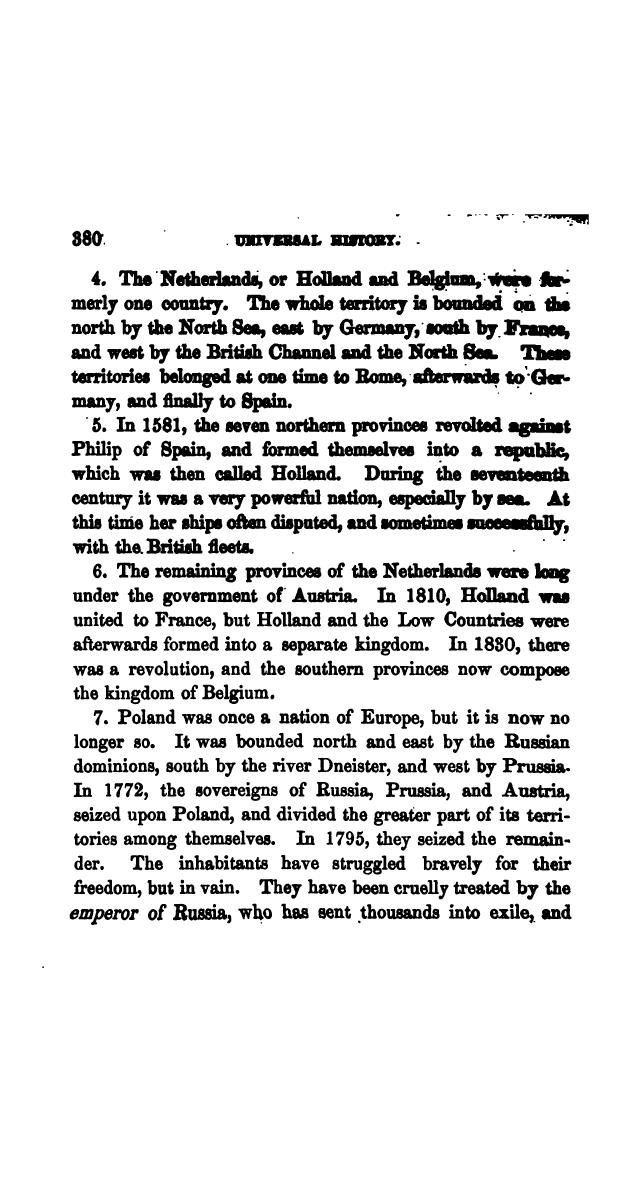 380 UNIVERSAL HISTORY.
4. The Netherlands, or Holland and Belgium, were for-
merly one country. The whole territory is bounded on the
north by the North Sea, east by Germany, south by France,
and west by the British Channel and the North Sea. These
territories belonged at one time to Rome, afterwards to Ger-
many, and finally to Spain.
5. In 1581, the seven northern provinces revolted against
Philip of Spain, and formed themselves into a republic,
which was then called Holland. During the seventeenth
century it was a very powerful nation, especially by sea. At
this time her ships often disputed, and sometimes successfully,
with the British fleets.
6. The remaining provinces of the Netherlands were long
under the government of Austria. In 1810, Holland was
united to France, but Holland and the Low Countries were
afterwards formed into a separate kingdom. In 1830, there
was a revolution, and the southern provinces now compose
the kingdom of Belgium.
7. Poland was once a nation of Europe, but it is now no
longer so. It was bounded north and east by the Russian
dominions, south by the river Dneister, and west by Prussia.
In 1772, the sovereigns of Russia, Prussia, and Austria,
seized upon Poland, and divided the greater part of its terri-
tories among themselves. In 1795, they seized the remain-
der. The inhabitants have struggled bravely for their
freedom, but in vain. They have been cruelly treated by the
emperor of Russia, who has sent thousands into exile, and